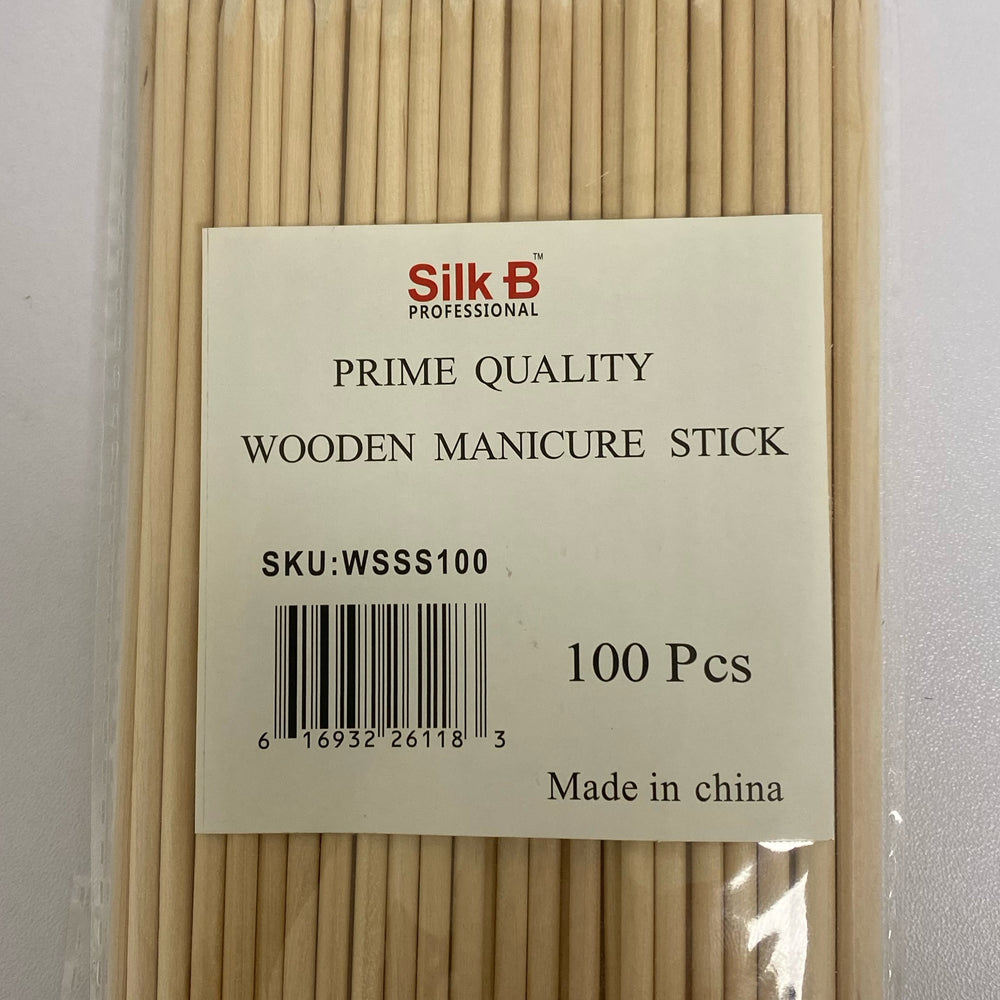 Silk B™
PROFESSIONAL
PRIME QUALITY
WOODEN MANICURE STICK
SKU:WSSS100
6 16932 26118 3
100 Pcs
Made in china